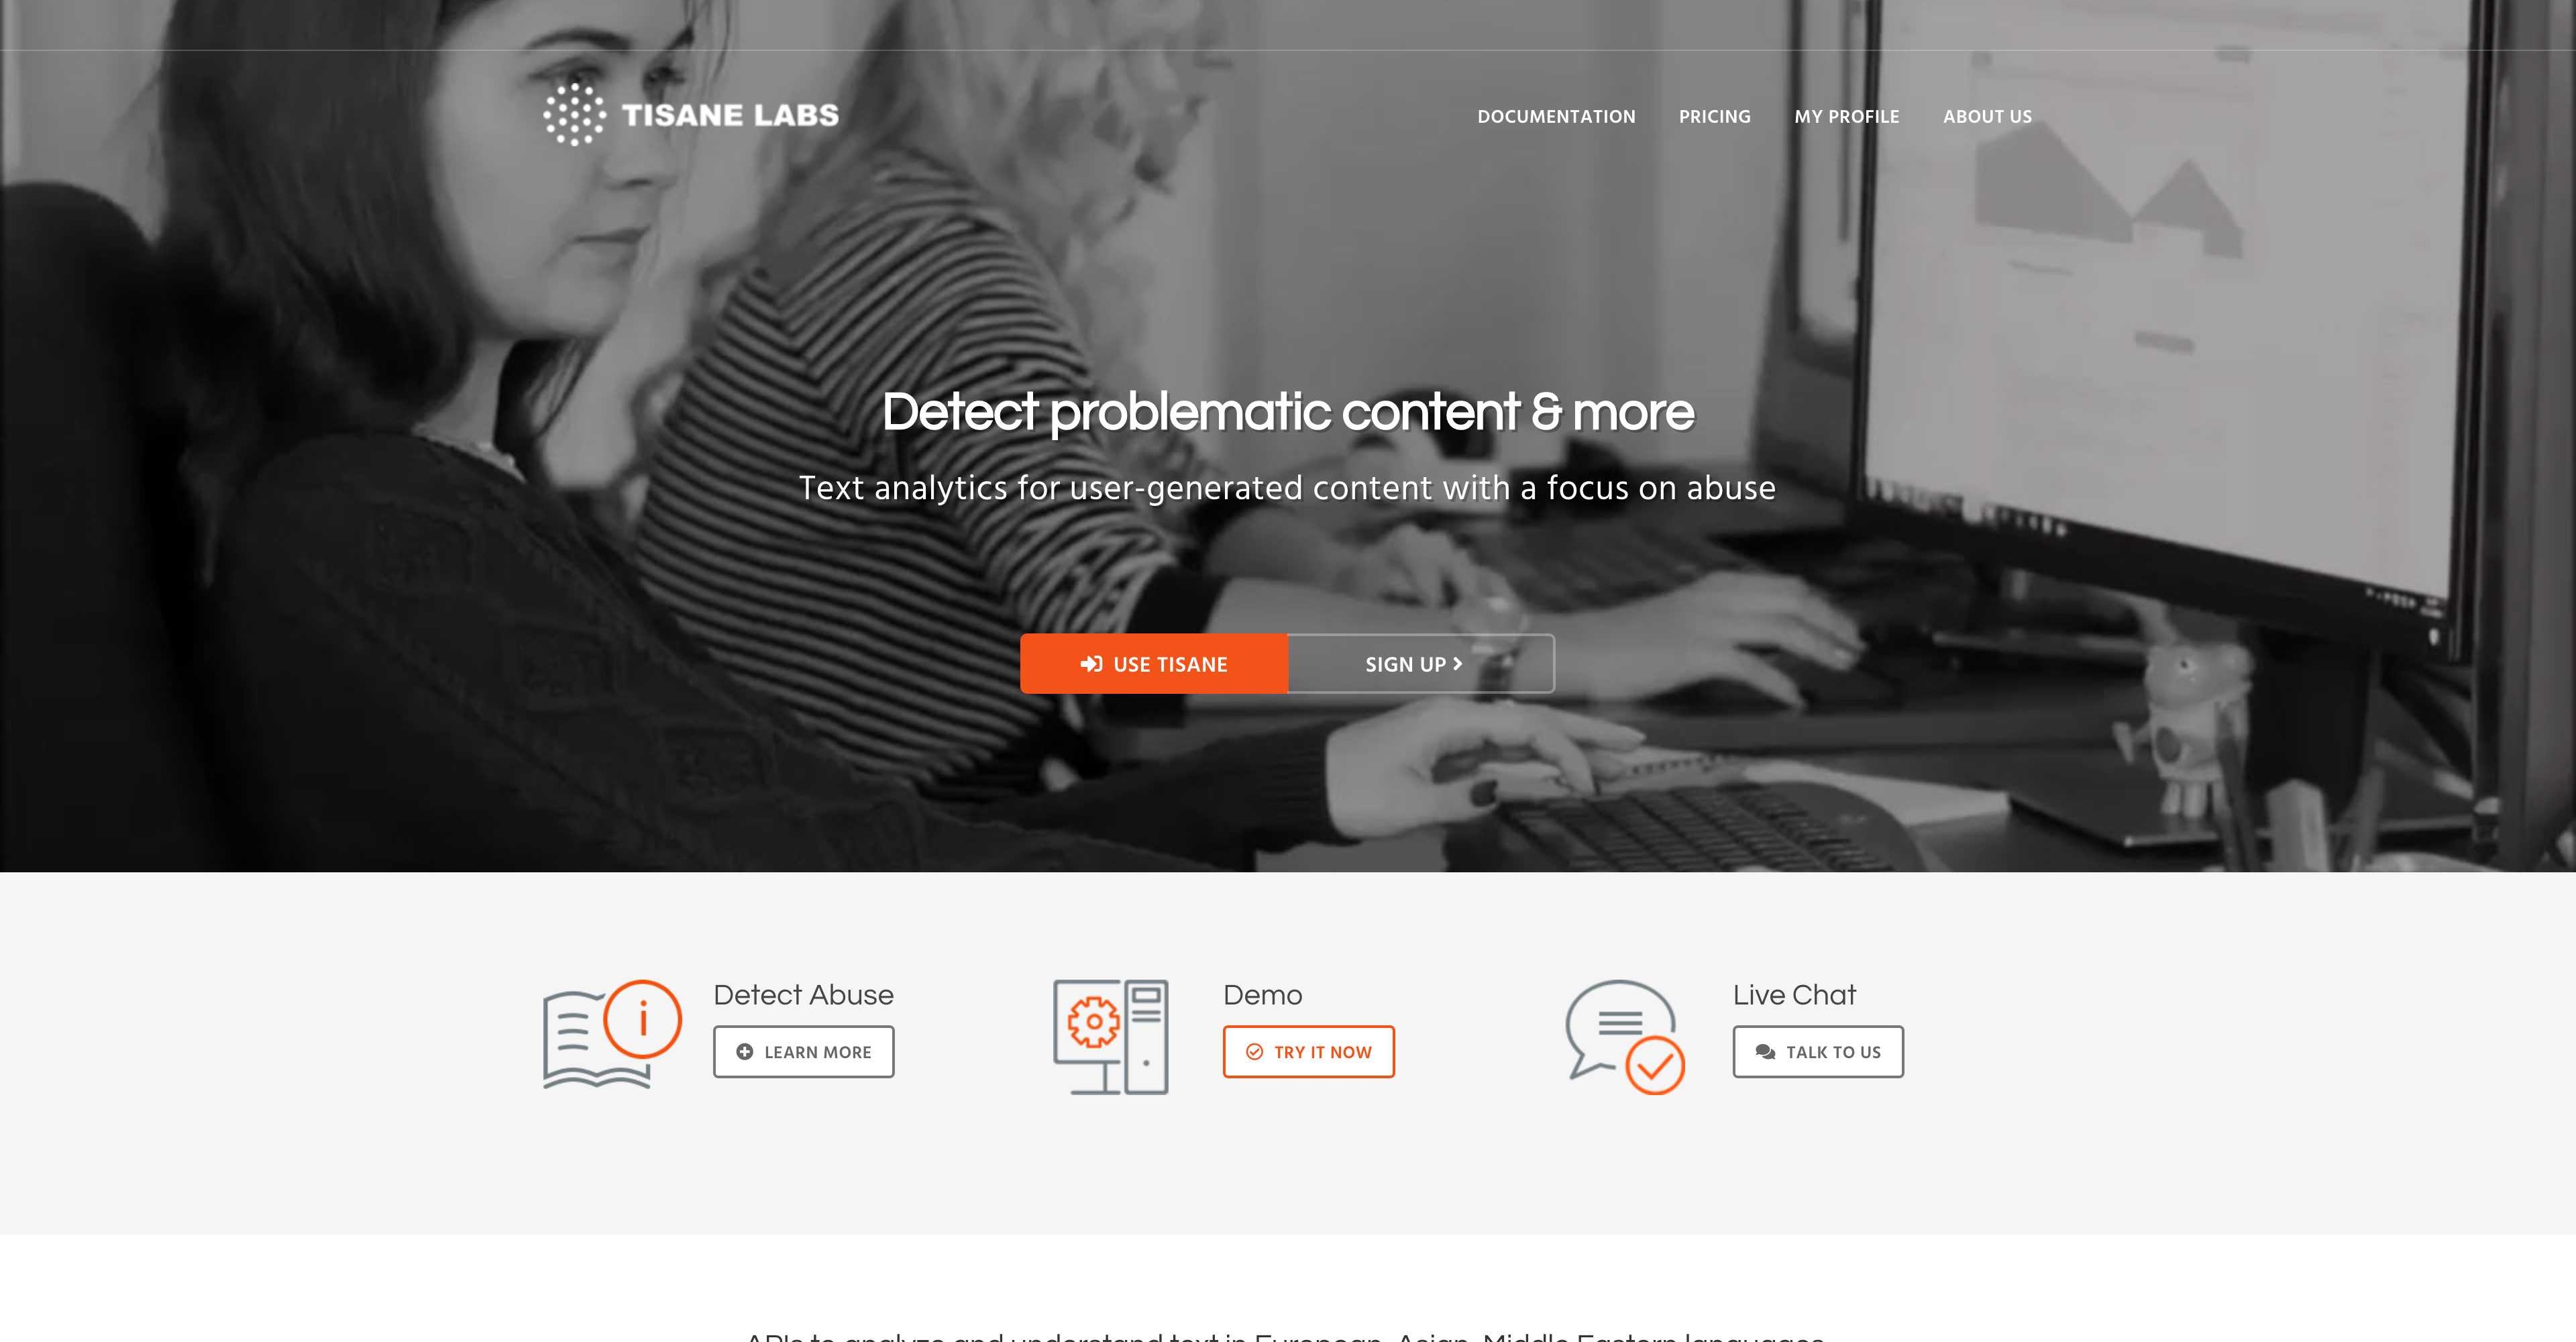 TISANE LABS
DOCUMENTATION PRICING MY PROFILE ABOUT US
Detect problematic content & more
Text analytics for user-generated content with a focus on abuse
USE TISANE SIGN UP
Detect Abuse
LEARN MORE
Demo
TRY IT NOW
Live Chat
TALK TO US
APIs to analyze and understand text in European, Asian, Middle Eastern languages